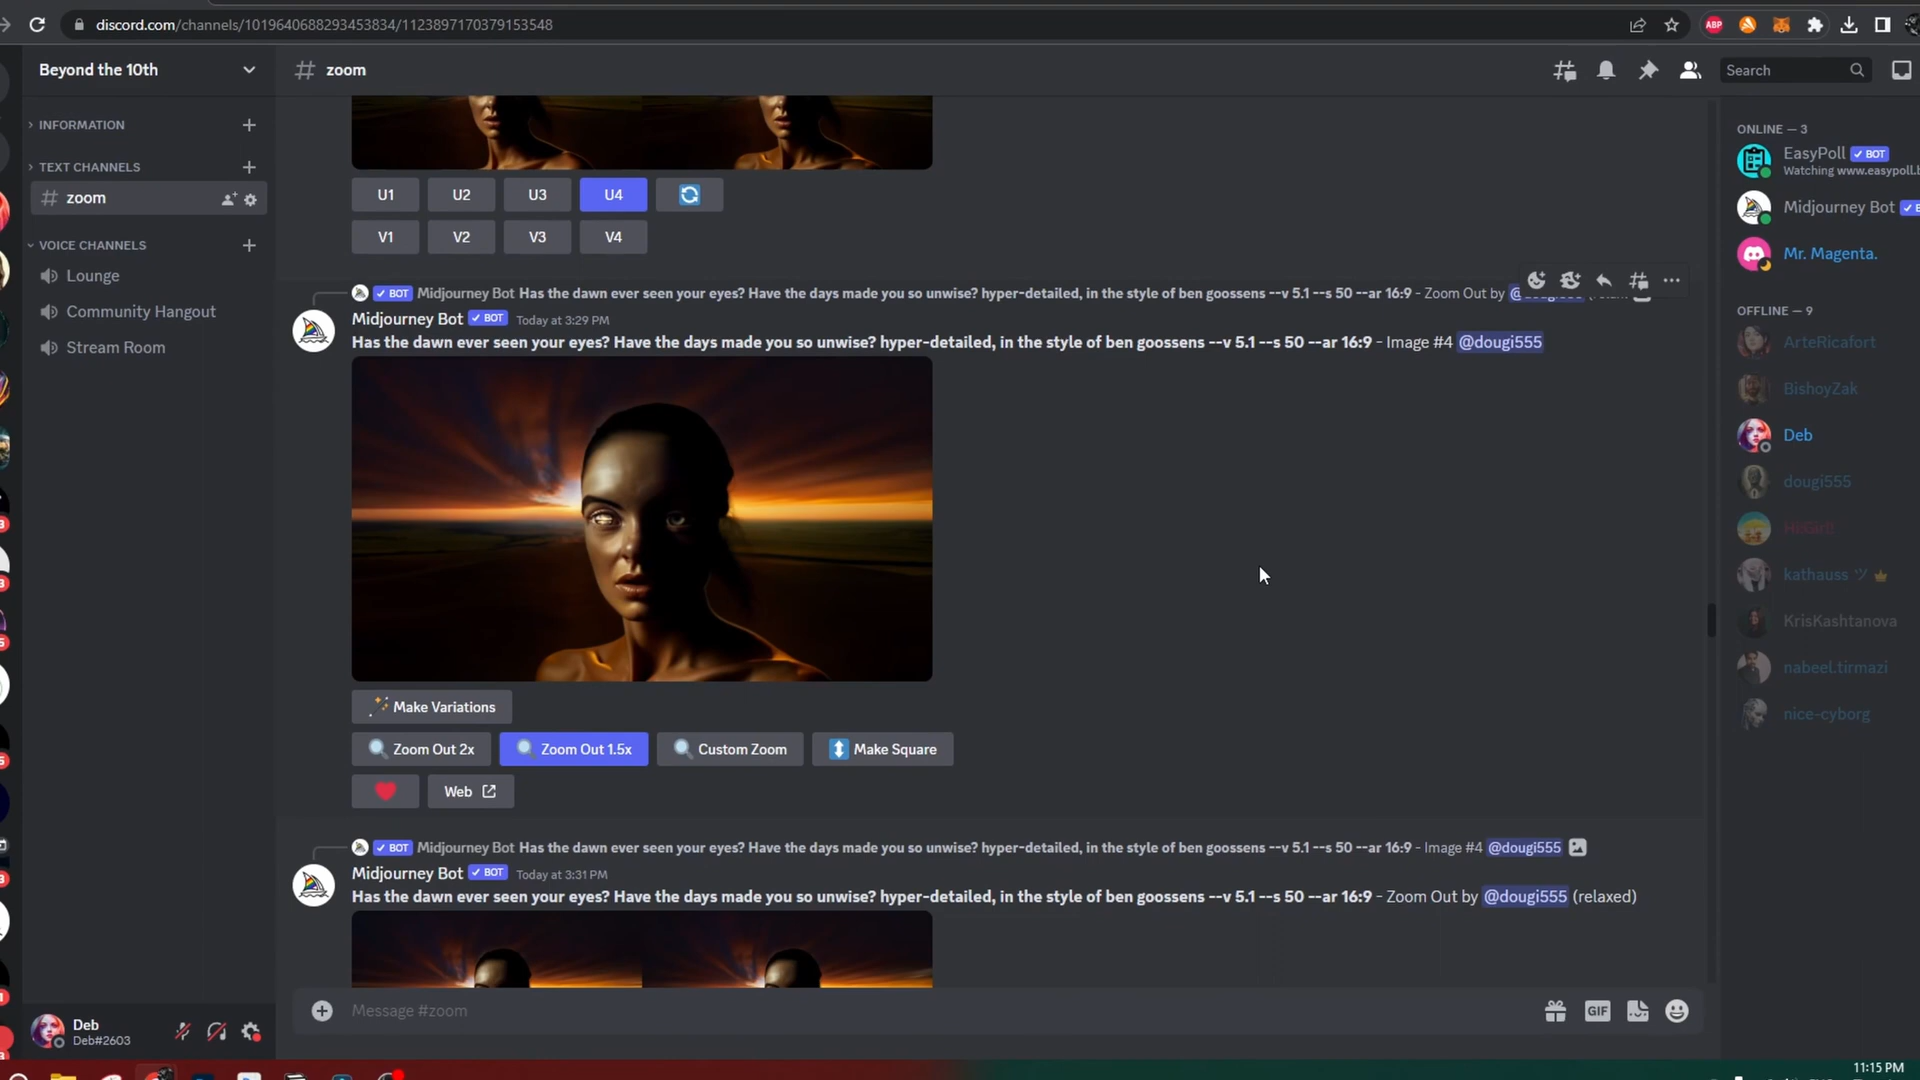 discord.com/channels/1019640688293453834/1123897170379153548
ABP
Beyond the 10th
zoom
Search
INFORMATION
TEXT CHANNELS
zoom
VOICE CHANNELS
Lounge
Community Hangout
Stream Room
U1 U2 U3 U4
V1 V2 V3 V4
BOT Midjourney Bot Has the dawn ever seen your eyes? Have the days made you so unwise? hyper-detailed, in the style of ben goossens --v 5.1 --s 50 --ar 16:9 - Zoom Out by
Midjourney Bot BOT Today at 3:29 PM
Has the dawn ever seen your eyes? Have the days made you so unwise? hyper-detailed, in the style of ben goossens --v 5.1 --s 50 --ar 16:9 - Image #4 @dougi555
Make Variations
Zoom Out 2x Zoom Out 1.5x Custom Zoom Make Square
Web
BOT Midjourney Bot Has the dawn ever seen your eyes? Have the days made you so unwise? hyper-detailed, in the style of ben goossens --v 5.1 --s 50 --ar 16:9 - Image #4 @dougi555
Midjourney Bot BOT Today at 3:31 PM
Has the dawn ever seen your eyes? Have the days made you so unwise? hyper-detailed, in the style of ben goossens --v 5.1 --s 50 --ar 16:9 - Zoom Out by @dougi555 (relaxed)
Message #zoom
GIF
ONLINE — 3
EasyPoll BOT
Watching www.easypoll.b
Midjourney Bot
Mr. Magenta.
OFFLINE — 9
ArteRicafort
BishoyZak
Deb
dougi555
kathauss ツ
KrisKashtanova
nabeel.tirmazi
nice-cyborg
Deb
Deb#2603
11:15 PM